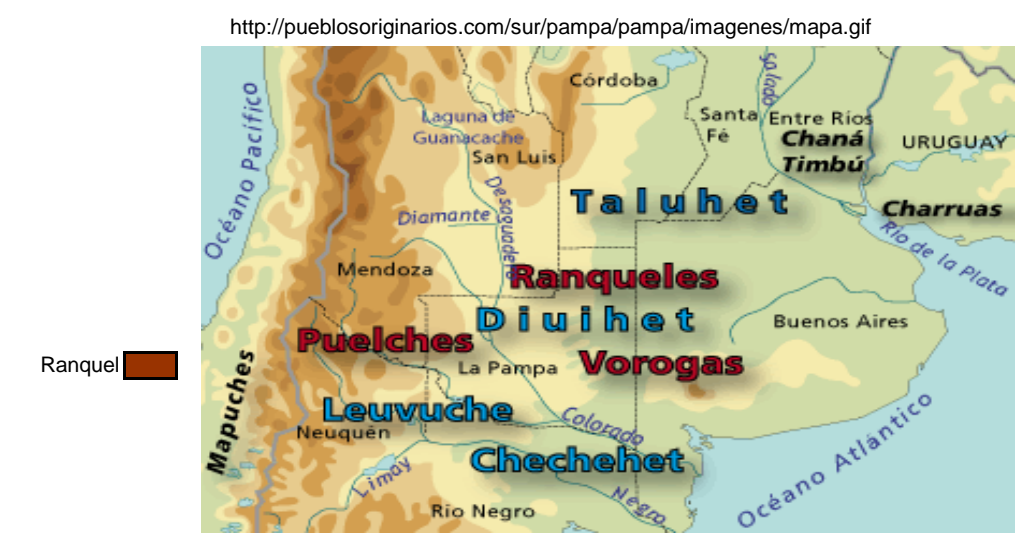 http://pueblosoriginarios.com/sur/pampa/pampa/imagenes/mapa.gif
Océano Pacífico
Córdoba
salado
Laguna de
Guanacache
San Luis
Santa
Fé
Entre Ríos
Chaná
Timbú
URUGUAY
Desaguadero
Diamante
Taluhet
Charruas
Río de la Plata
Mendoza
Ranqueles
Diuihet
Buenos Aires
Puelches
Vorogas
La Pampa
Ranquel
Mapuches
Leuvuche
Neuquén
Colorado
Chechehet
Limay
Negro
Río Negro
Océano Atlántico